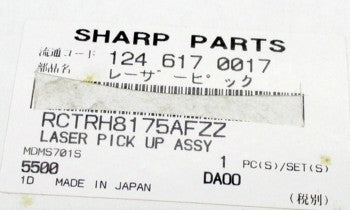 SHARP PARTS
流通コード 124 617 0017
部品名 レーザーピック
RCTRH8175AFZZ
LASER PICK UP ASSY
MDMS701S 1 PC(S)/SET(S)
5500 DA00
1D MADE IN JAPAN (税別)